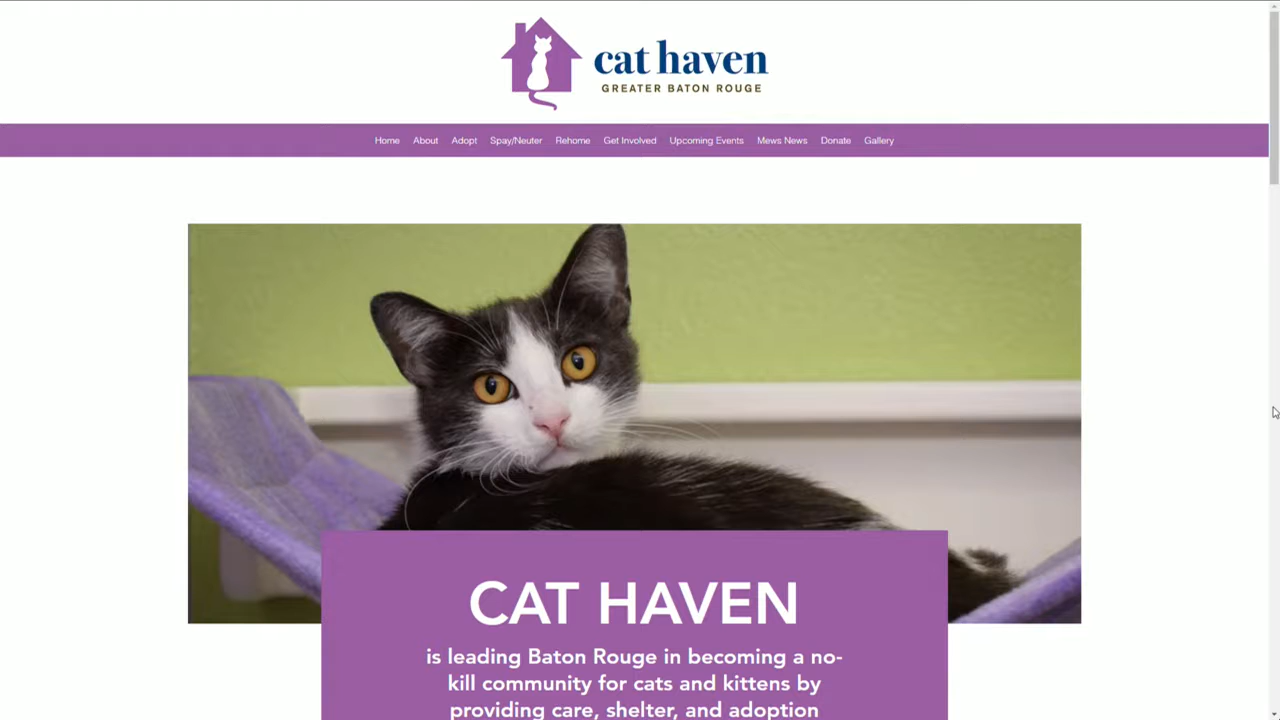 cat haven
GREATER BATON ROUGE
Home About Adopt Spay/Neuter Rehome Get Involved Upcoming Events Mews News Donate Gallery
CAT HAVEN
is leading Baton Rouge in becoming a no-
kill community for cats and kittens by
providing care, shelter, and adoption